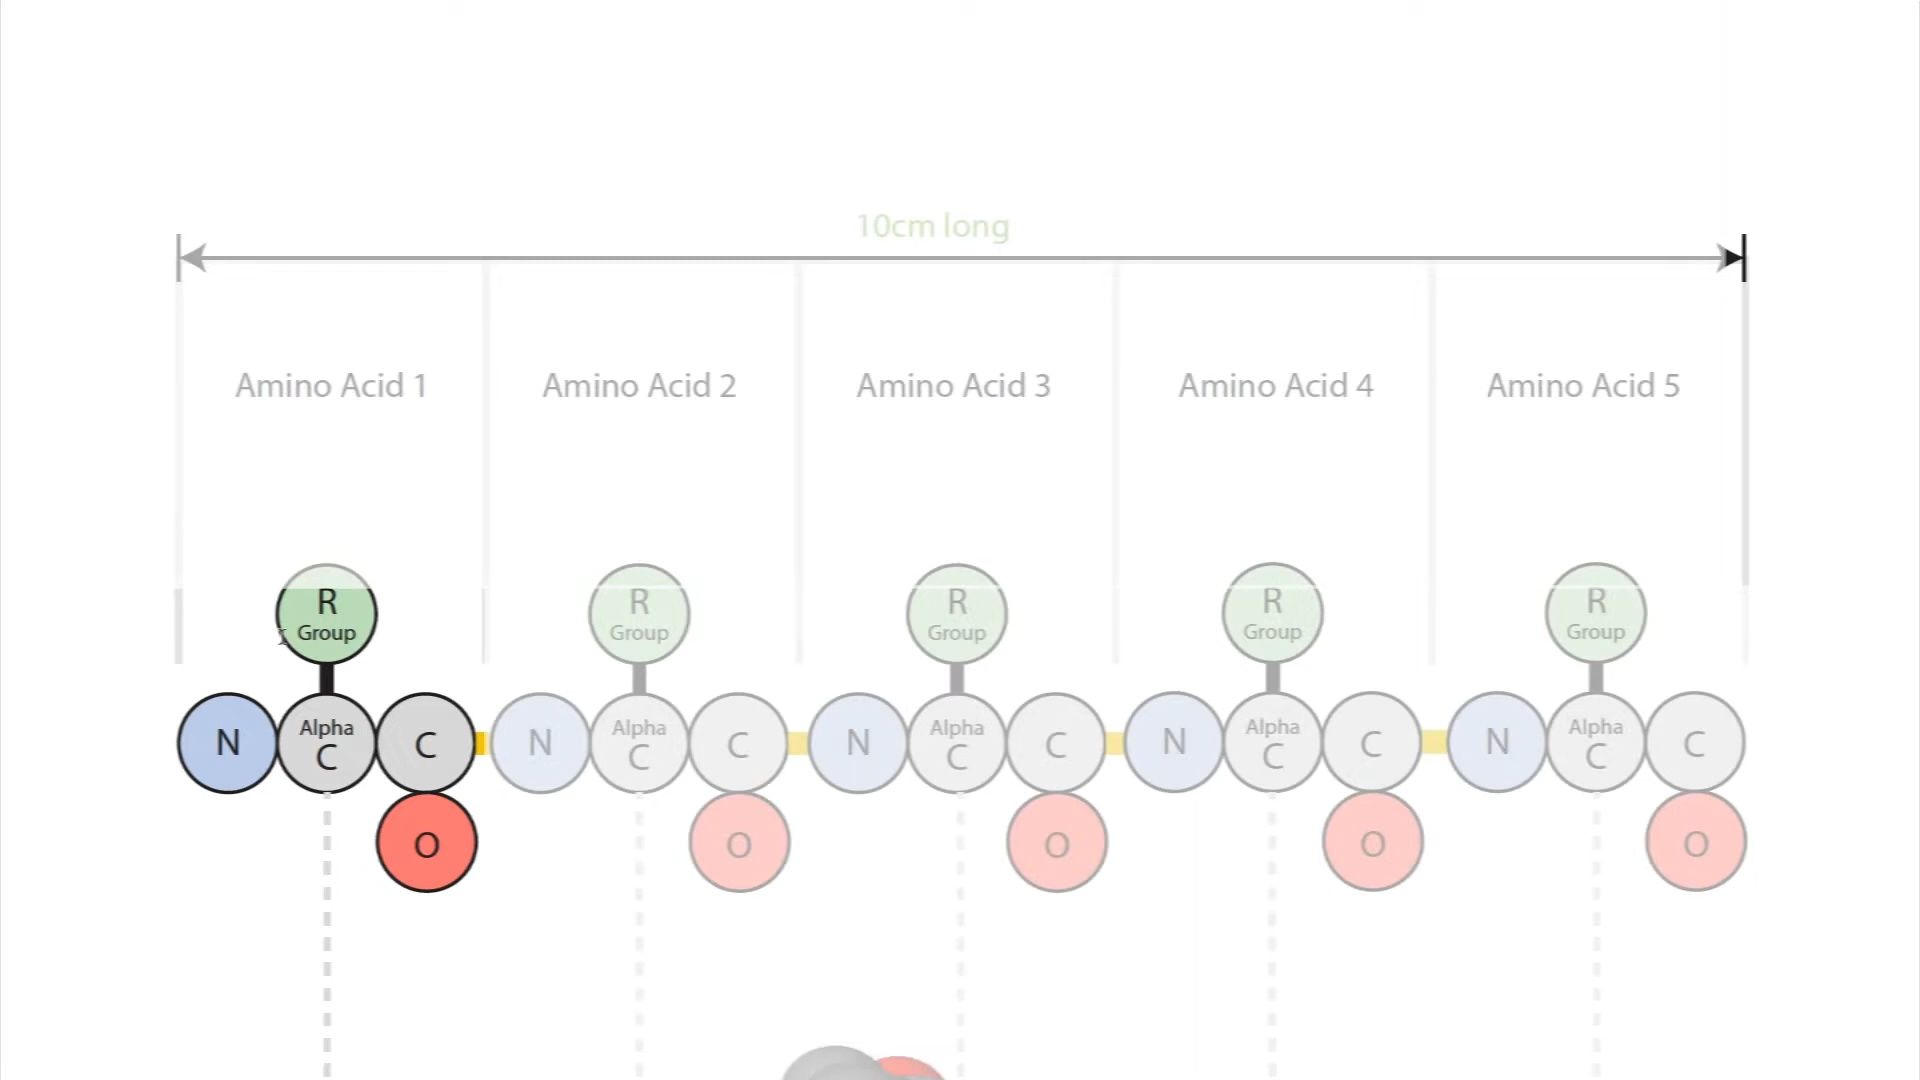 10cm long
Amino Acid 1 Amino Acid 2 Amino Acid 3 Amino Acid 4 Amino Acid 5
R R R R R
Group Group Group Group Group
Alpha Alpha Alpha Alpha Alpha
N C C N C C N C C N C C N C C
O O O O O